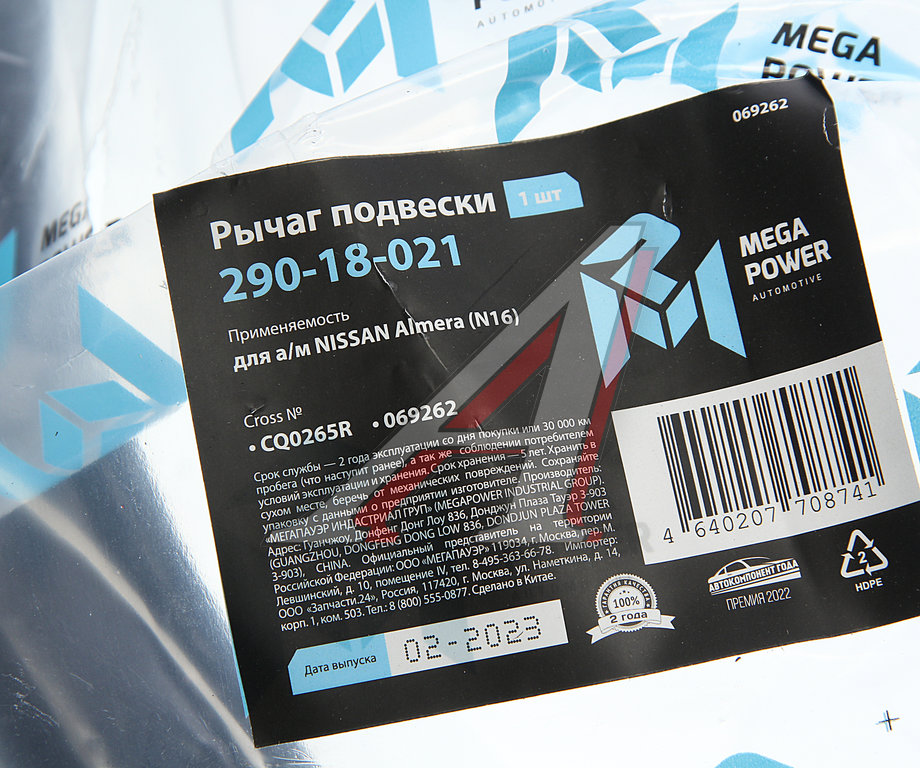 AUTOMOTIVE
MEGA
POWER
MEGA
069262
Рычаг подвески
1 шт
290-18-021
MEGA
POWER
AUTOMOTIVE
Применяемость
для а/м NISSAN Almera (N16)
Cross №
• CQ0265R • 069262
Срок службы — 2 года эксплуатации со дня покупки или 30 000 км
пробега (что наступит ранее), а так же соблюдении потребителем
условий эксплуатации и хранения. Срок хранения — 5 лет. Хранить в
сухом месте, беречь от механических повреждений. Сохраняйте
упаковку с данными о предприятии изготовителе. Производитель:
«МЕГАПАУЭР ИНДАСТРИАЛ ГРУП» (MEGAPOWER INDUSTRIAL GROUP).
Адрес: Гуанчжоу, Донфенг Донг Лоу 836, Донджун Плаза Тауэр 3-903
(GUANGZHOU, DONGFENG DONG LOW 836, DONDJUN PLAZA TOWER
3-903), CHINA. Официальный представитель на территории
Российской Федерации: ООО «МЕГАПАУЭР» 119034, г. Москва, пер. М.
Левшинский, д. 10, помещение IV, тел. 8-495-363-66-78. Импортер:
ООО «Запчасти.24», Россия, 117420, г. Москва, ул. Наметкина, д. 14,
корп. 1, ком. 503. Тел.: 8 (800) 555-0877. Сделано в Китае.
4 640207 708741
ГАРАНТИЯ КАЧЕСТВА
100%
2 года
АВТОКОМПОНЕНТ ГОДА
ПРЕМИЯ 2022
2
HDPE
Дата выпуска
02-2023